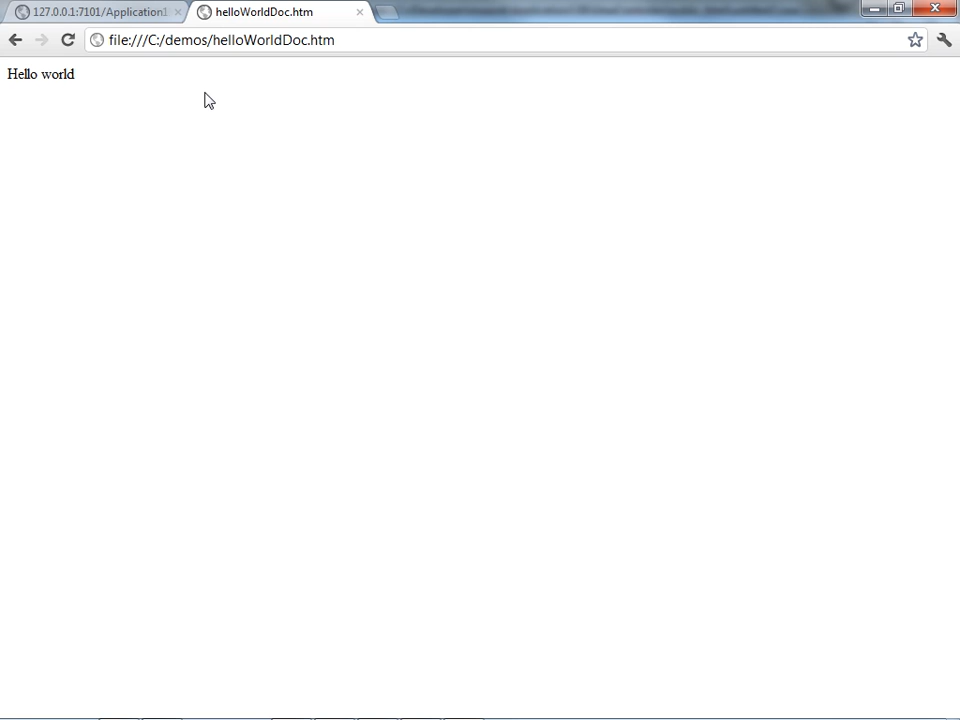 127.0.0.1:7101/Application1
helloWorldDoc.htm
file:///C:/demos/helloWorldDoc.htm
Hello world